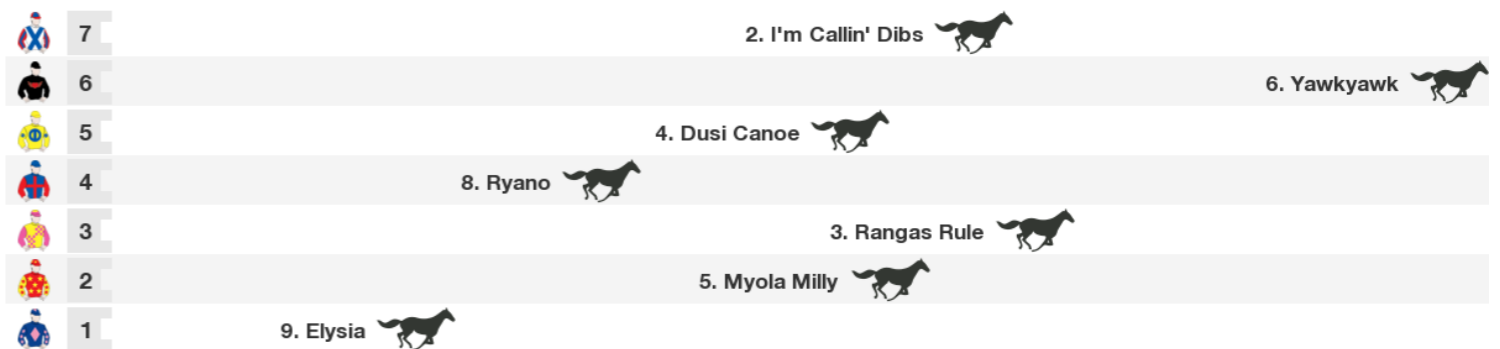 7 2. I'm Callin' Dibs
6 6. Yawkyawk
5 4. Dusi Canoe
4 8. Ryano
3 3. Rangas Rule
2 5. Myola Milly
1 9. Elysia